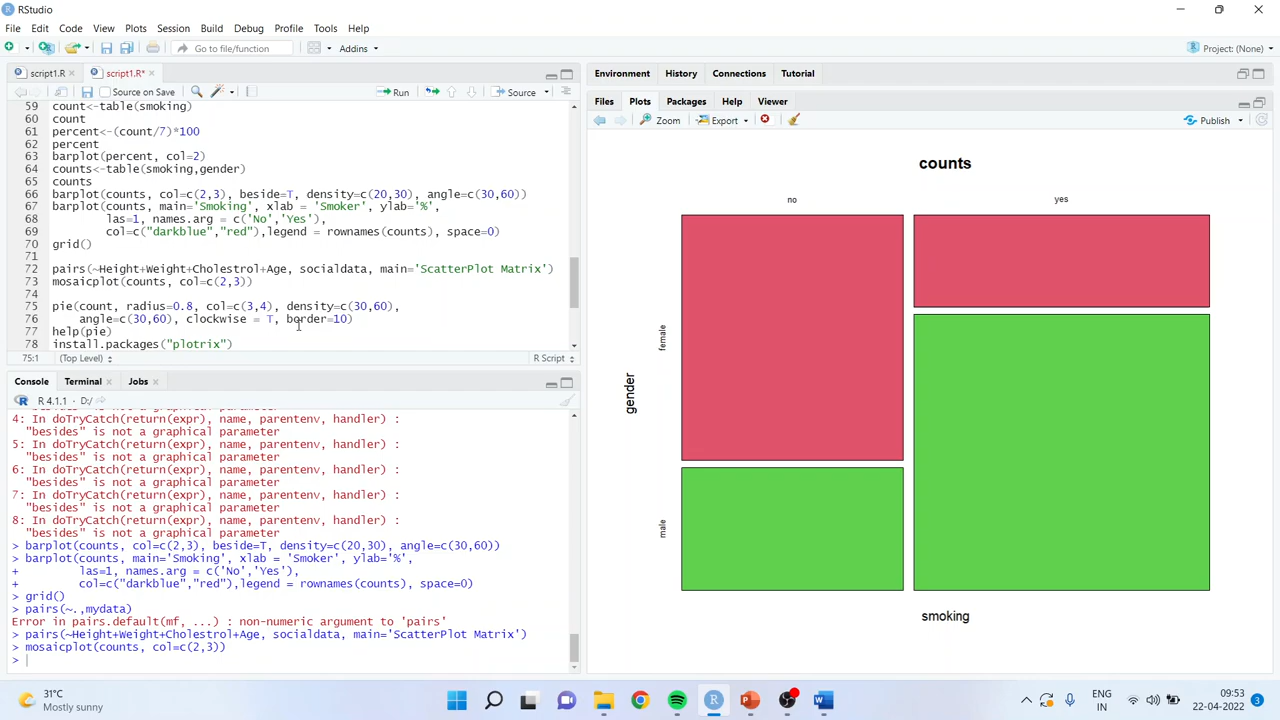 RStudio
File Edit Code View Plots Session Build Debug Profile Tools Help
Go to file/function Addins Project: (None)
script1.R script1.R*
Source on Save Run Source
59 count<-table(smoking)
60 count
61 percent<-(count/7)*100
62 percent
63 barplot(percent, col=2)
64 counts<-table(smoking,gender)
65 counts
66 barplot(counts, col=c(2,3), beside=T, density=c(20,30), angle=c(30,60))
67 barplot(counts, main='Smoking', xlab = 'Smoker', ylab='%',
68 las=1, names.arg = c('No','Yes'),
69 col=c("darkblue","red"),legend = rownames(counts), space=0)
70 grid()
71
72 pairs(~Height+Weight+Cholestrol+Age, socialdata, main='ScatterPlot Matrix')
73 mosaicplot(counts, col=c(2,3))
74
75 pie(count, radius=0.8, col=c(3,4), density=c(30,60),
76 angle=c(30,60), clockwise = T, border=10)
77 help(pie)
78 install.packages("plotrix")
75:1 (Top Level) R Script
Console Terminal Jobs
R 4.1.1 · D:/
"besides" is not a graphical parameter
4: In doTryCatch(return(expr), name, parentenv, handler) :
"besides" is not a graphical parameter
5: In doTryCatch(return(expr), name, parentenv, handler) :
"besides" is not a graphical parameter
6: In doTryCatch(return(expr), name, parentenv, handler) :
"besides" is not a graphical parameter
7: In doTryCatch(return(expr), name, parentenv, handler) :
"besides" is not a graphical parameter
8: In doTryCatch(return(expr), name, parentenv, handler) :
"besides" is not a graphical parameter
> barplot(counts, col=c(2,3), beside=T, density=c(20,30), angle=c(30,60))
> barplot(counts, main='Smoking', xlab = 'Smoker', ylab='%',
+ las=1, names.arg = c('No','Yes'),
+ col=c("darkblue","red"),legend = rownames(counts), space=0)
> grid()
> pairs(~.,mydata)
Error in pairs.default(mf, ...) : non-numeric argument to 'pairs'
> pairs(~Height+Weight+Cholestrol+Age, socialdata, main='ScatterPlot Matrix')
> mosaicplot(counts, col=c(2,3))
>
Environment History Connections Tutorial
Files Plots Packages Help Viewer
Zoom Export Publish
counts
no yes
female
gender
male
smoking
31°C
Mostly sunny
ENG
IN
09:53
22-04-2022
3